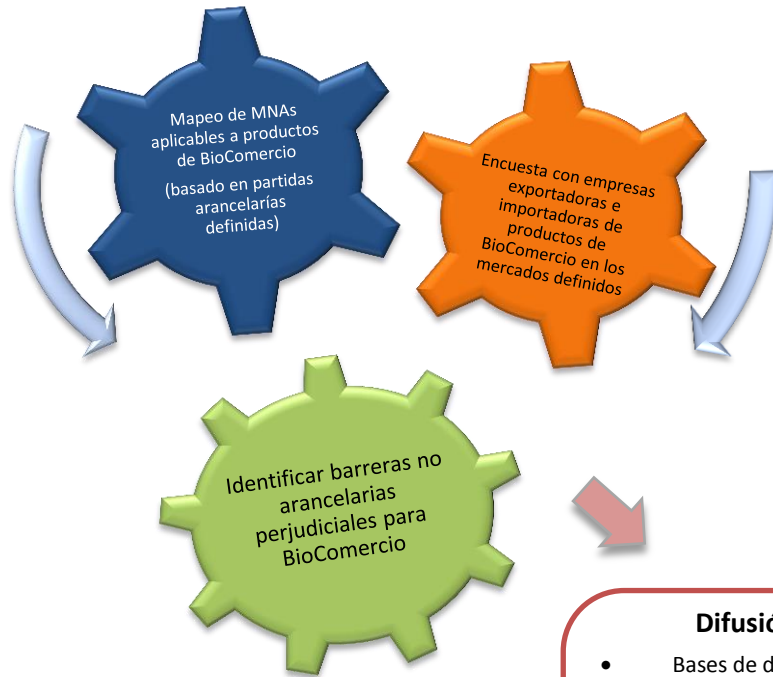 Mapeo de MNAs
aplicables a productos
de BioComercio
(basado en partidas
arancelarías
definidas)
Encuesta con empresas
exportadoras e
importadoras de
productos de
BioComercio en los
mercados definidos
Identificar barreras no
arancelarias
perjudiciales para
BioComercio
Difusió
• Bases de d